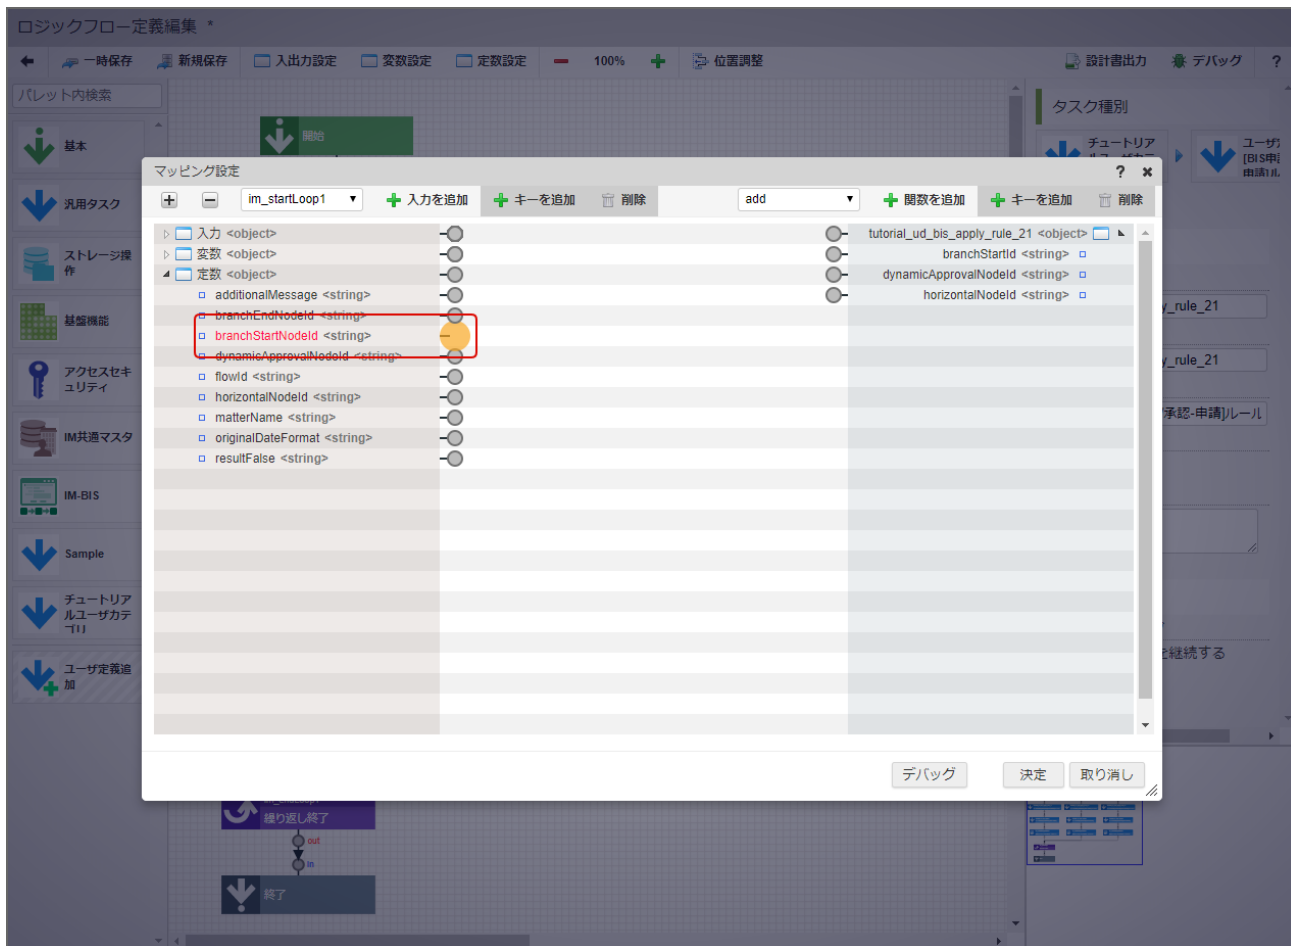 ロジックフロー定義編集 *
一時保存 新規保存 入出力設定 変数設定 定数設定 100% 位置調整 設計書出力 デバッグ ?
パレット内検索
基本
汎用タスク
ストレージ操
作
基盤機能
アクセスセキ
ュリティ
IM共通マスタ
IM-BIS
Sample
チュートリア
ルユーザカテ
ゴリ
ユーザ定義追
加
開始
タスク種別
チュートリア
ユーザ
[BIS申
マッピング設定 ?
im_startLoop1 入力を追加 キーを追加 削除 add 関数を追加 キーを追加 削除
入力 <object>
変数 <object>
定数 <object>
additionalMessage <string>
branchEndNodeId <string>
branchStartNodeId <string>
dynamicApprovalNodeId <string>
flowId <string>
horizontalNodeId <string>
matterName <string>
originalDateFormat <string>
resultFalse <string>
tutorial_ud_bis_apply_rule_21 <object>
branchStartId <string>
dynamicApprovalNodeId <string>
horizontalNodeId <string>
y_rule_21
y_rule_21
承認-申請]ルール
を継続する
デバッグ 決定 取り消し
繰り返し終了
out
in
終了